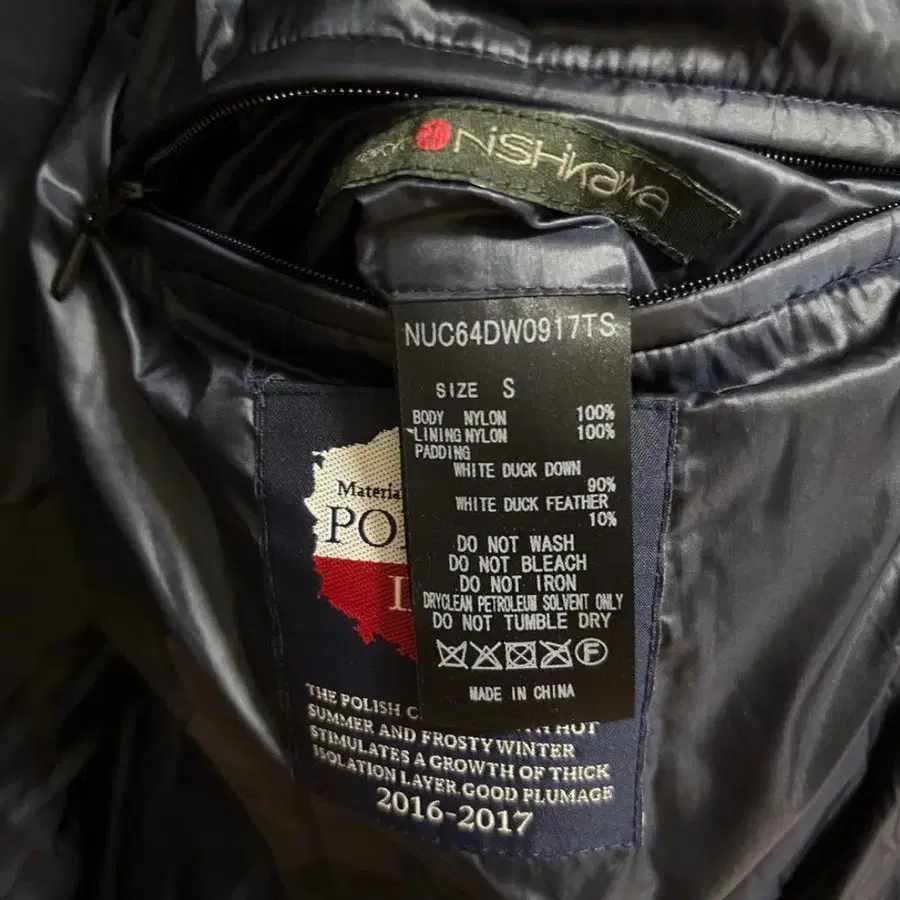 NiSHiKawa
NUC64DW0917TS
SIZE S
BODY NYLON 100%
LINING NYLON 100%
PADDING
WHITE DUCK DOWN
90%
WHITE DUCK FEATHER
10%
DO NOT WASH
DO NOT BLEACH
DO NOT IRON
DRYCLEAN PETROLEUM SOLVENT ONLY
DO NOT TUMBLE DRY
F
MADE IN CHINA
Materia
PO
I
THE POLISH C HOT
SUMMER AND FROSTY WINTER
STIMULATES A GROWTH OF THICK
ISOLATION LAYER.GOOD PLUMAGE
2016-2017